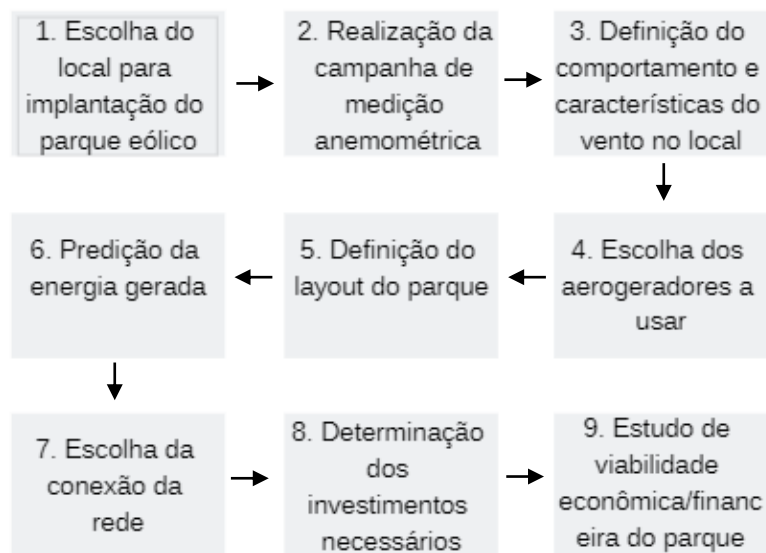 1. Escolha do
local para
implantação do
parque eólico
2. Realização da
campanha de
medição
anemométrica
3. Definição do
comportamento e
características do
vento no local
4. Escolha dos
aerogeradores a
usar
5. Definição do
layout do parque
6. Predição da
energia gerada
7. Escolha da
conexão da
rede
8. Determinação
dos
investimentos
necessários
9. Estudo de
viabilidade
econômica/financ
eira do parque